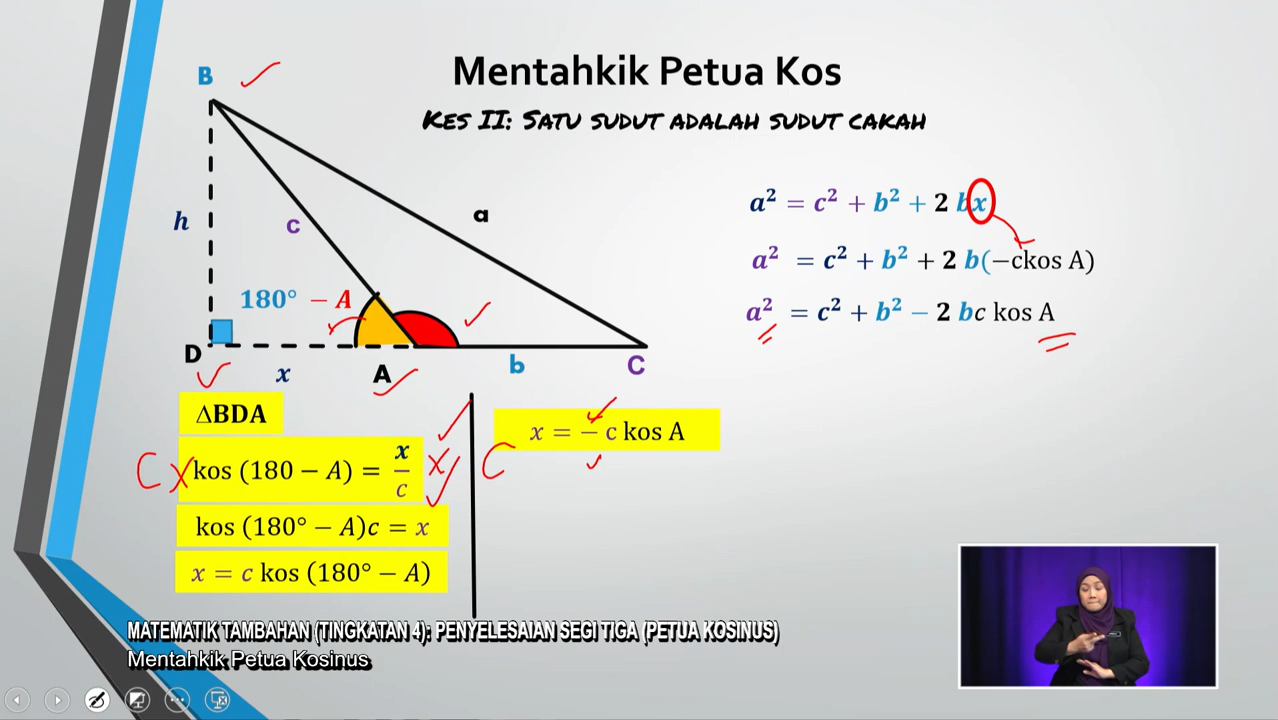 Mentahkik Petua Kos
Kes II: Satu sudut adalah sudut cakah
B
h
c
a
180° − A
D
x
A
b
C
a² = c² + b² + 2 bx
a² = c² + b² + 2 b(−ckos A)
a² = c² + b² − 2 bc kos A
∆BDA
C × kos (180 − A) = x/c × C
kos (180° − A)c = x
x = c kos (180° − A)
x = − c kos A
MATEMATIK TAMBAHAN (TINGKATAN 4): PENYELESAIAN SEGI TIGA (PETUA KOSINUS)
Mentahkik Petua Kosinus